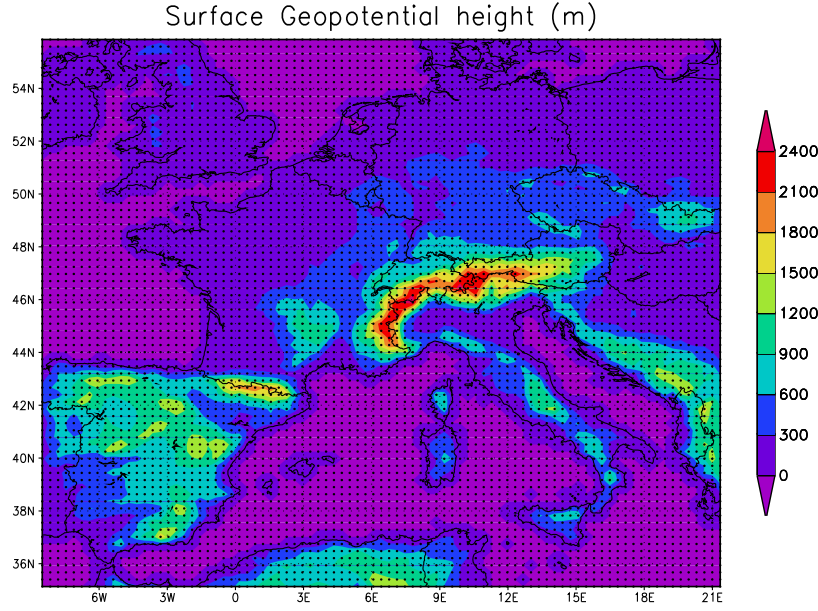 Surface Geopotential height (m)
54N
52N
50N
48N
46N
44N
42N
40N
38N
36N
6W 3W 0 3E 6E 9E 12E 15E 18E 21E
2400
2100
1800
1500
1200
900
600
300
0